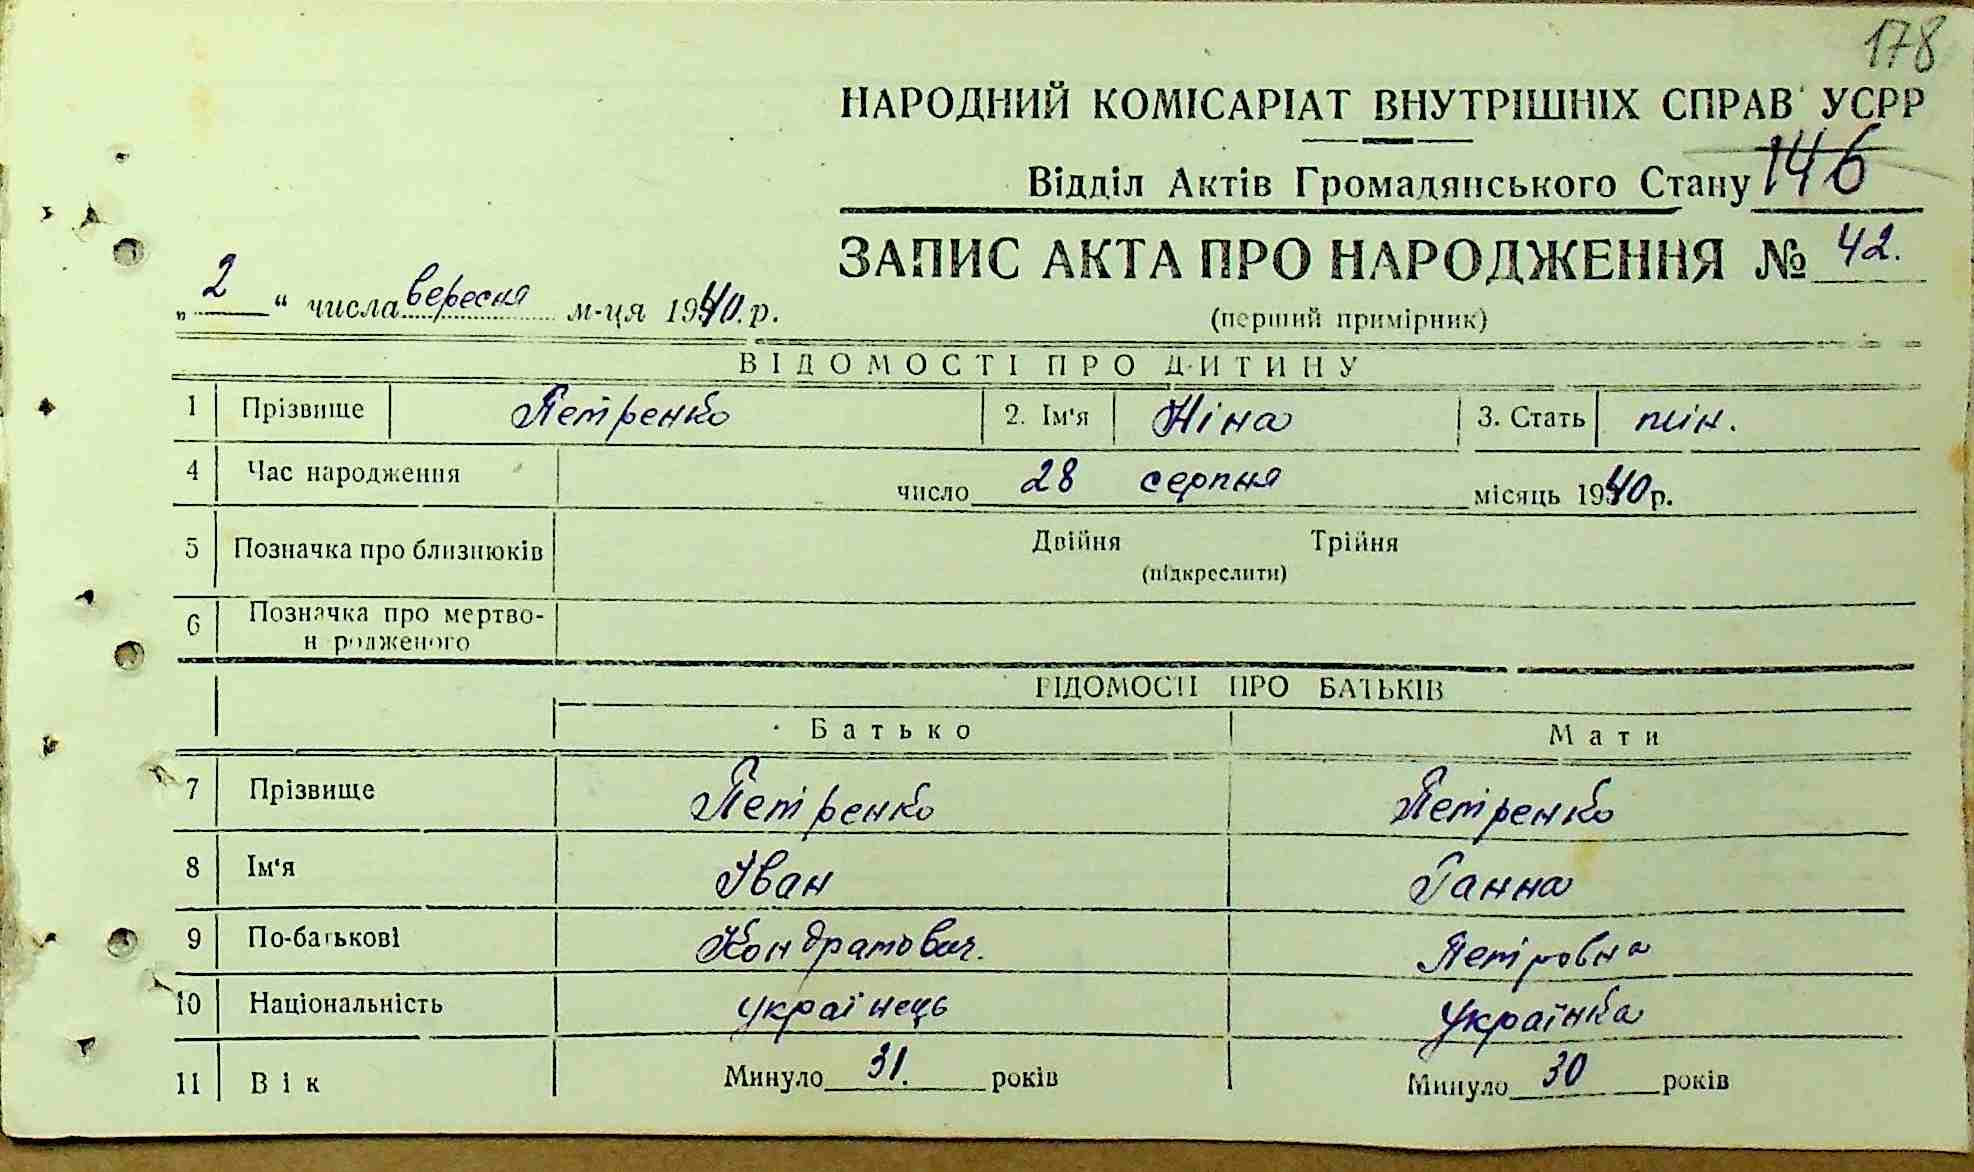 178
НАРОДНИЙ КОМІСАРІАТ ВНУТРІШНІХ СПРАВ УСРР
Відділ Актів Громадянського Стану 146
ЗАПИС АКТА ПРО НАРОДЖЕННЯ № 42.
„ 2 “ числа вересня м-ця 1940 р.
(перший примірник)
ВІДОМОСТІ ПРО ДИТИНУ
1 Прізвище Петренко 2. Ім'я Ніна 3. Стать
4 Час народження число 28 серпня місяць 1940 р.
5 Позначка про близнюків Двійня Трійня
(підкреслити)
6 Позначка про мертво-
н родженого
ВІДОМОСТІ ПРО БАТЬКІВ
Батько Мати
7 Прізвище Петренко Петренко
8 Ім'я Іван Ганна
9 По-батькові Кондратович. Петровна
10 Національність українець Українка
11 Вік Минуло 31. років Минуло 30 років